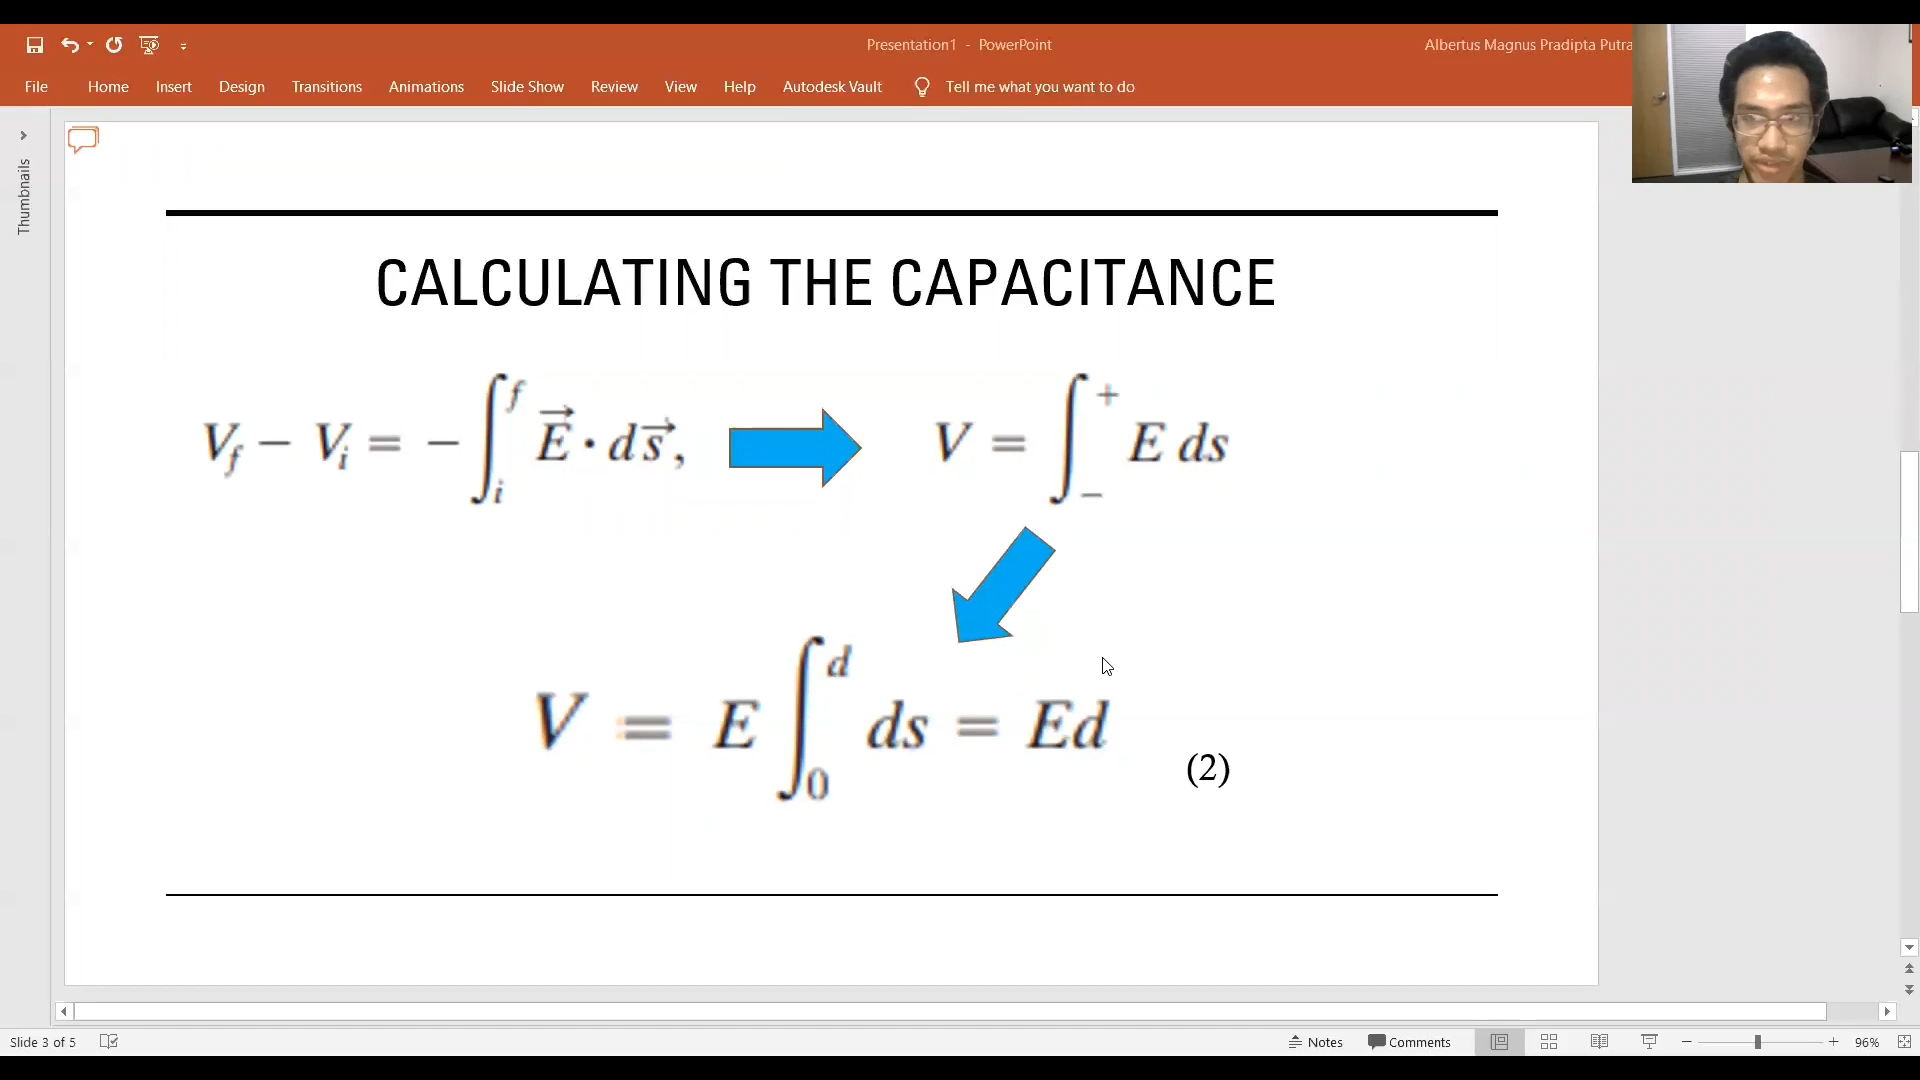 Presentation1 - PowerPoint
Albertus Magnus Pradipta Putra
File Home Insert Design Transitions Animations Slide Show Review View Help Autodesk Vault Tell me what you want to do
Thumbnails
CALCULATING THE CAPACITANCE
V_f − V_i = − ∫_i^f E⃗ · ds⃗,
V = ∫_−^+ E ds
V = E ∫_0^d ds = Ed
(2)
Slide 3 of 5
Notes Comments 96%